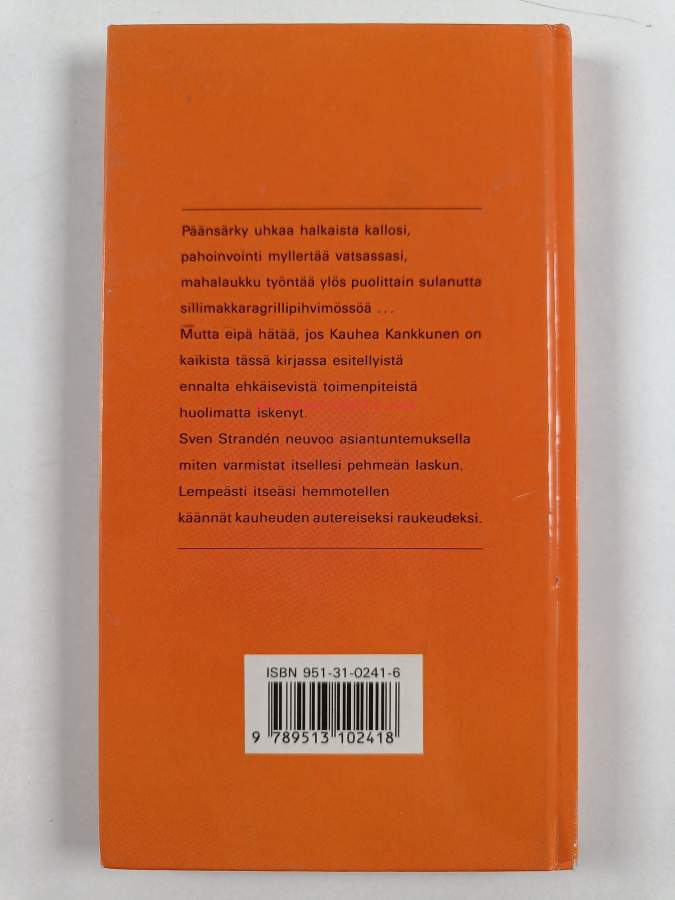 Päänsärky uhkaa halkaista kallosi,
pahoinvointi myllertää vatsassasi,
mahalaukku työntää ylös puolittain sulanutta
sillimakkaragrillipihvimössöä ...
Mutta eipä hätää, jos Kauhea Kankkunen on
kaikista tässä kirjassa esitellyistä
ennalta ehkäisevistä toimenpiteistä
huolimatta iskenyt.
Sven Strandén neuvoo asiantuntemuksella
miten varmistat itsellesi pehmeän laskun.
Lempeästi itseäsi hemmotellen
käännät kauheuden autereiseksi raukeudeksi.
ISBN 951-31-0241-6
9 789513 102418